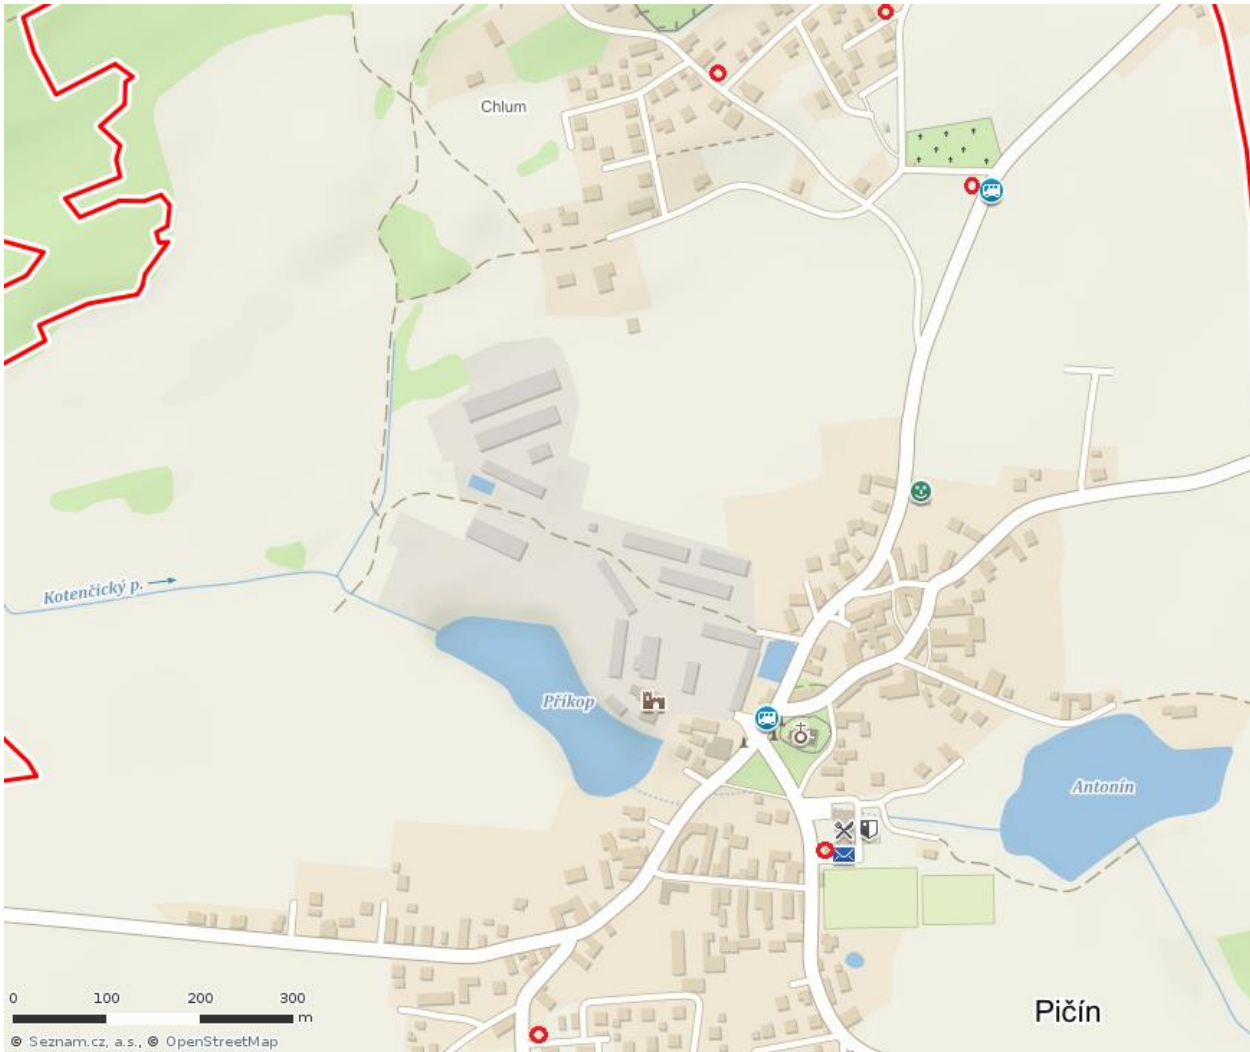 Chlum
Kotenčický p.
Příkop
Antonín
Pičín
0 100 200 300
m
© Seznam.cz, a.s., © OpenStreetMap